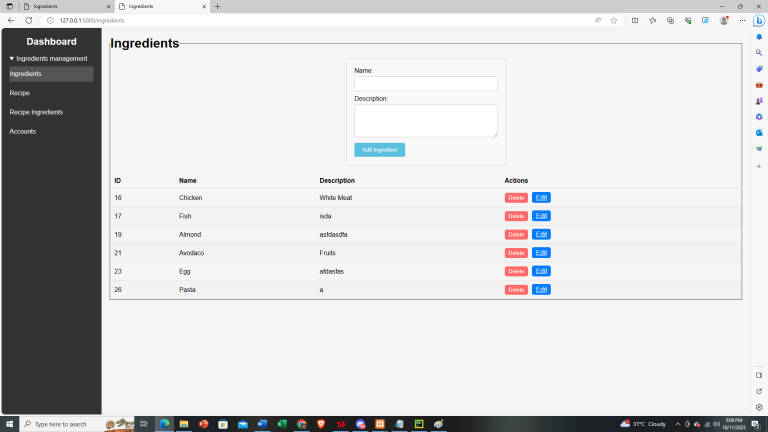 Ingredients
Ingredients
127.0.0.1:5000/ingredients
Dashboard
▼ Ingredients management
Ingredients
Recipe
Recipe Ingredients
Accounts
Ingredients
Name:
Description:
Add Ingredient
ID Name Description Actions
16 Chicken White Meat Delete Edit
17 Fish isda Delete Edit
19 Almond asfdasdfa Delete Edit
21 Avodaco Fruits Delete Edit
23 Egg afdasfas Delete Edit
26 Pasta a Delete Edit
Type here to search
31°C Cloudy
5:09 PM
10/11/2023